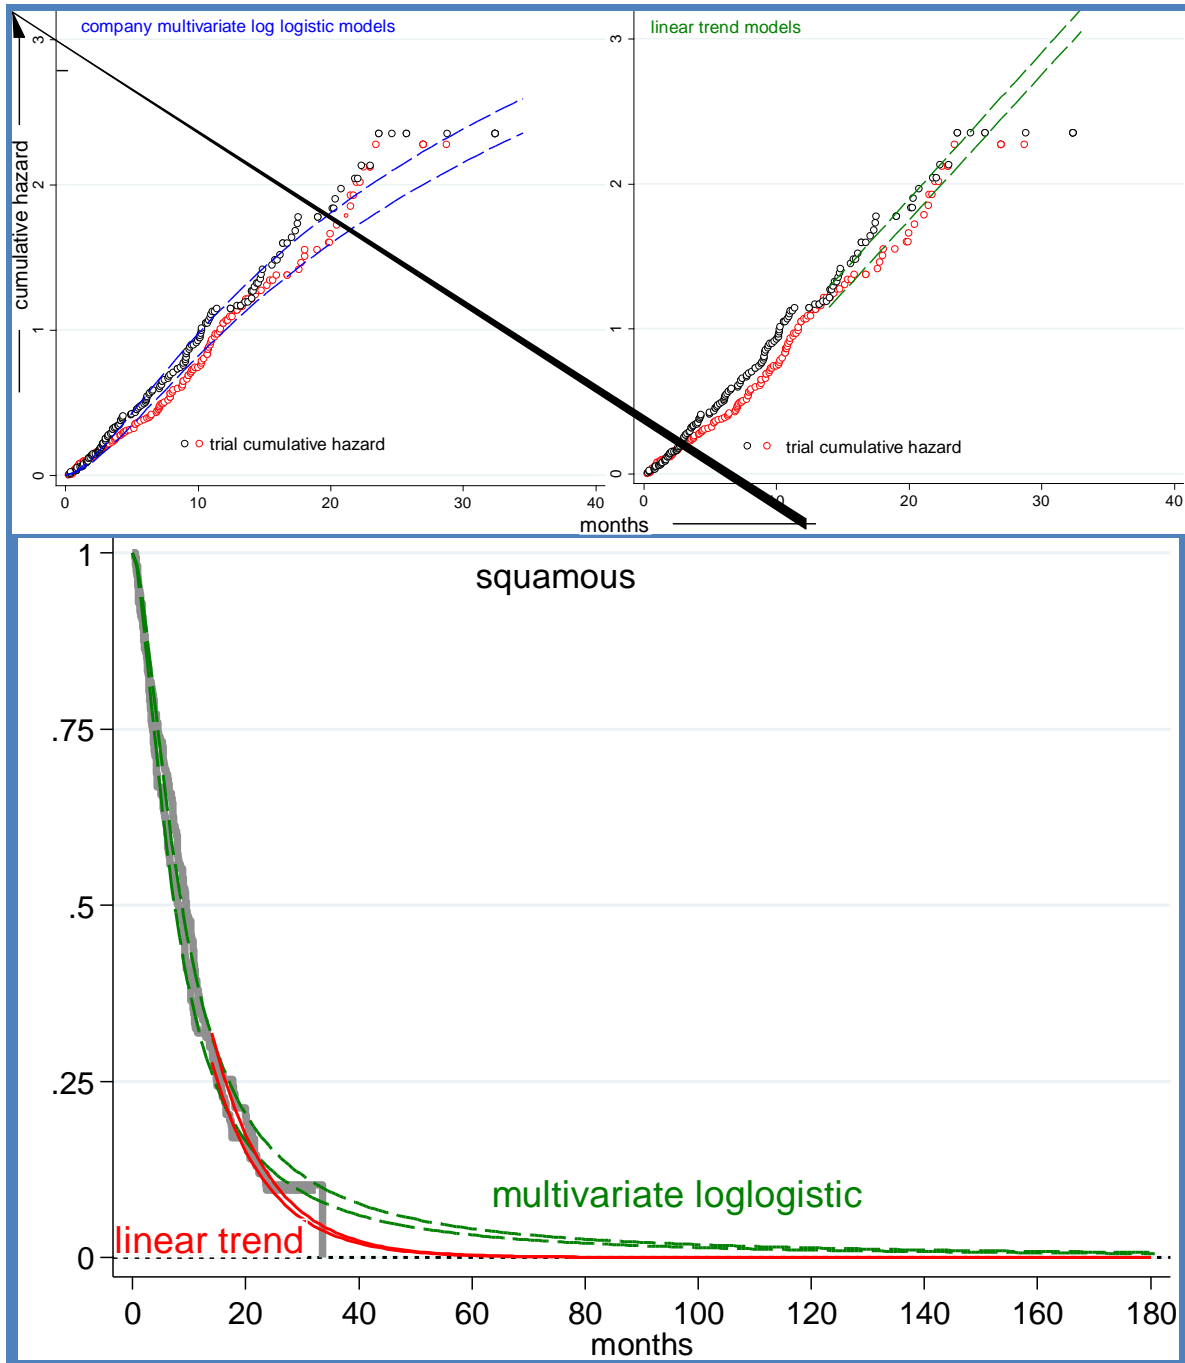 company multivariate log logistic models
linear trend models
cumulative hazard
3
2
1
0
trial cumulative hazard
0 10 20 30 40
3
2
1
0
trial cumulative hazard
0 10 20 30 40
months
squamous
1
.75
.5
.25
0
multivariate loglogistic
linear trend
0 20 40 60 80 100 120 140 160 180
months